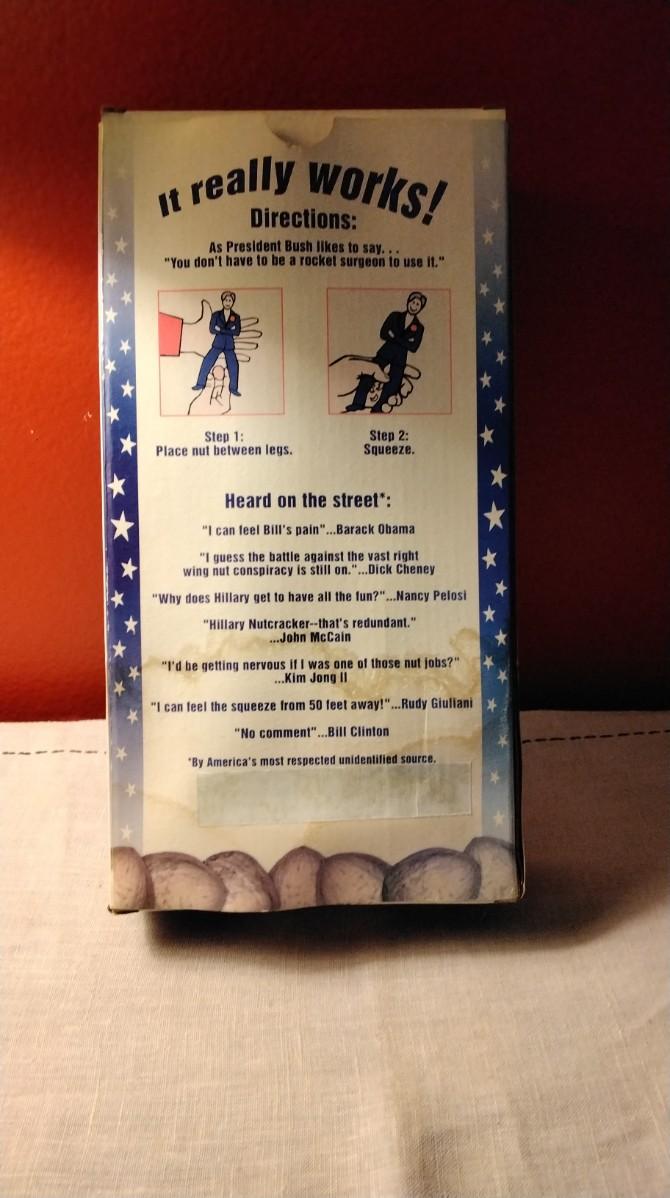 It really works!
Directions:
As President Bush likes to say. . .
"You don't have to be a rocket surgeon to use it."
Step 1:
Place nut between legs.
Step 2:
Squeeze.
Heard on the street*:
"I can feel Bill's pain"...Barack Obama
"I guess the battle against the vast right
wing nut conspiracy is still on."...Dick Cheney
"Why does Hillary get to have all the fun?"...Nancy Pelosi
"Hillary Nutcracker--that's redundant."
...John McCain
"I'd be getting nervous if I was one of those nut jobs?"
...Kim Jong Il
"I can feel the squeeze from 50 feet away!"...Rudy Giuliani
"No comment"...Bill Clinton
*By America's most respected unidentified source.